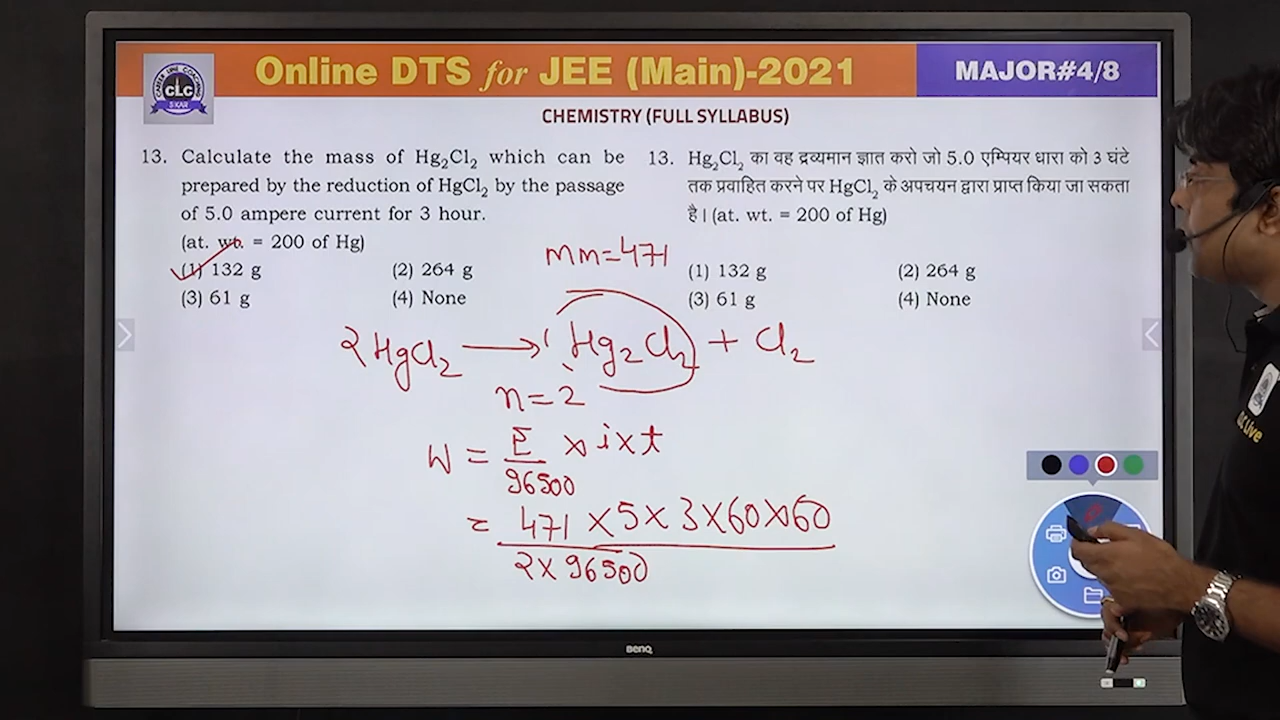 Online DTS for JEE (Main)-2021
MAJOR#4/8
CLC
SIKAR
CHEMISTRY (FULL SYLLABUS)
13. Calculate the mass of Hg₂Cl₂ which can be
prepared by the reduction of HgCl₂ by the passage
of 5.0 ampere current for 3 hour.
(at. wt. = 200 of Hg)
(1) 132 g (2) 264 g
(3) 61 g (4) None
13. Hg₂Cl₂ का वह द्रव्यमान ज्ञात करो जो 5.0 एम्पियर धारा को 3 घंटे
तक प्रवाहित करने पर HgCl₂ के अपचयन द्वारा प्राप्त किया जा सकता
है। (at. wt. = 200 of Hg)
(1) 132 g (2) 264 g
(3) 61 g (4) None
mm=471
2HgCl₂ ⟶ Hg₂Cl₂ + Cl₂
n=2
W = E/96500 × i × t
= 471 × 5 × 3 × 60 × 60
2 × 96500
BenQ
Live